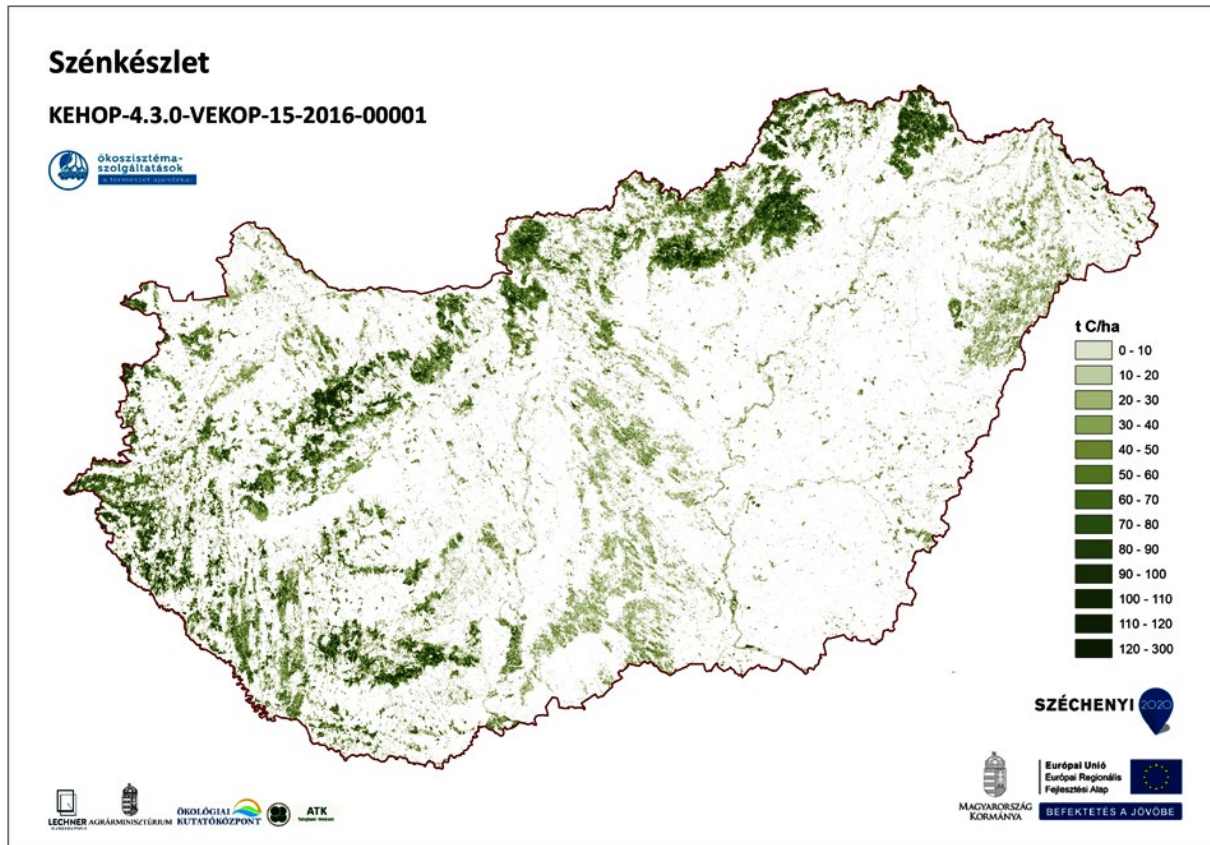 Szénkészlet
KEHOP-4.3.0-VEKOP-15-2016-00001
ökoszisztéma-
szolgáltatások
a természet ajándékai
t C/ha
0 - 10
10 - 20
20 - 30
30 - 40
40 - 50
50 - 60
60 - 70
70 - 80
80 - 90
90 - 100
100 - 110
110 - 120
120 - 300
SZÉCHENYI 2020
MAGYARORSZÁG
KORMÁNYA
Európai Unió
Európai Regionális
Fejlesztési Alap
BEFEKTETÉS A JÖVŐBE
LECHNER
AGRÁRMINISZTÉRIUM
ÖKOLÓGIAI
KUTATÓKÖZPONT
ATK